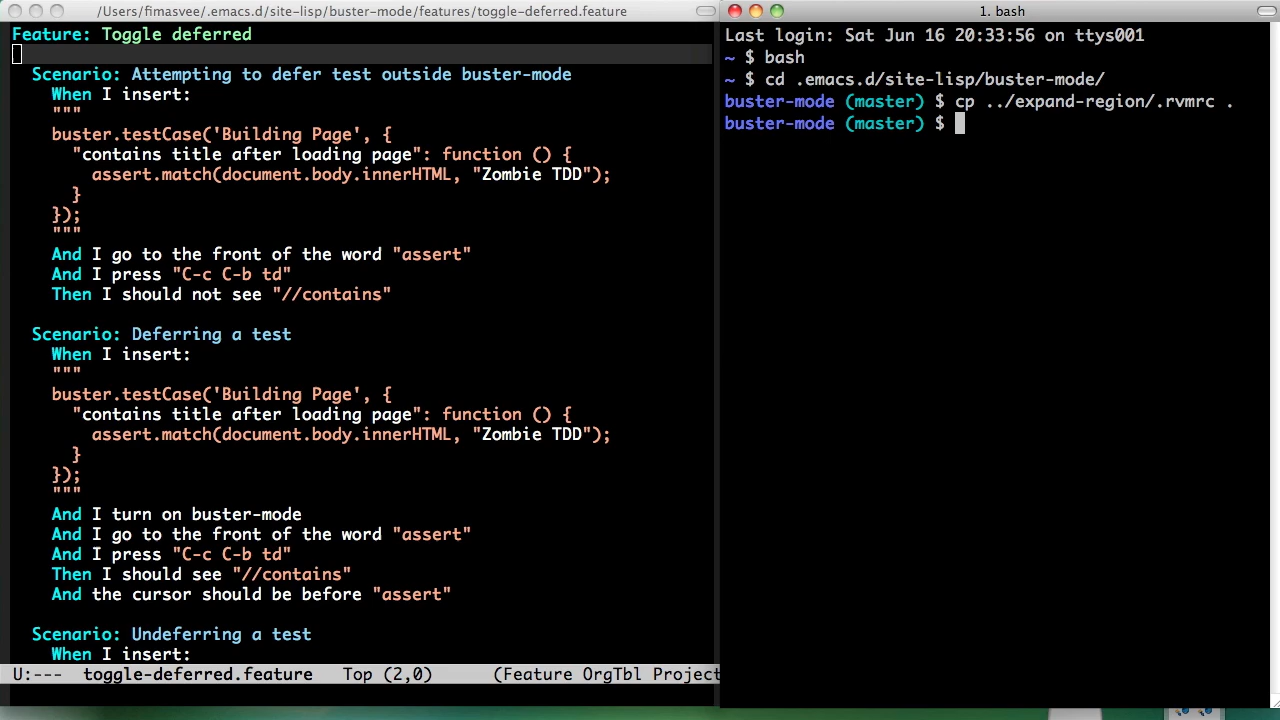 /Users/fimasvee/.emacs.d/site-lisp/buster-mode/features/toggle-deferred.feature
Feature: Toggle deferred
Scenario: Attempting to defer test outside buster-mode
When I insert:
"""
buster.testCase('Building Page', {
"contains title after loading page": function () {
assert.match(document.body.innerHTML, "Zombie TDD");
}
});
"""
And I go to the front of the word "assert"
And I press "C-c C-b td"
Then I should not see "//contains"
Scenario: Deferring a test
When I insert:
"""
buster.testCase('Building Page', {
"contains title after loading page": function () {
assert.match(document.body.innerHTML, "Zombie TDD");
}
});
"""
And I turn on buster-mode
And I go to the front of the word "assert"
And I press "C-c C-b td"
Then I should see "//contains"
And the cursor should be before "assert"
Scenario: Undeferring a test
When I insert:
U:--- toggle-deferred.feature Top (2,0) (Feature OrgTbl Project
1. bash
Last login: Sat Jun 16 20:33:56 on ttys001
~ $ bash
~ $ cd .emacs.d/site-lisp/buster-mode/
buster-mode (master) $ cp ../expand-region/.rvmrc .
buster-mode (master) $